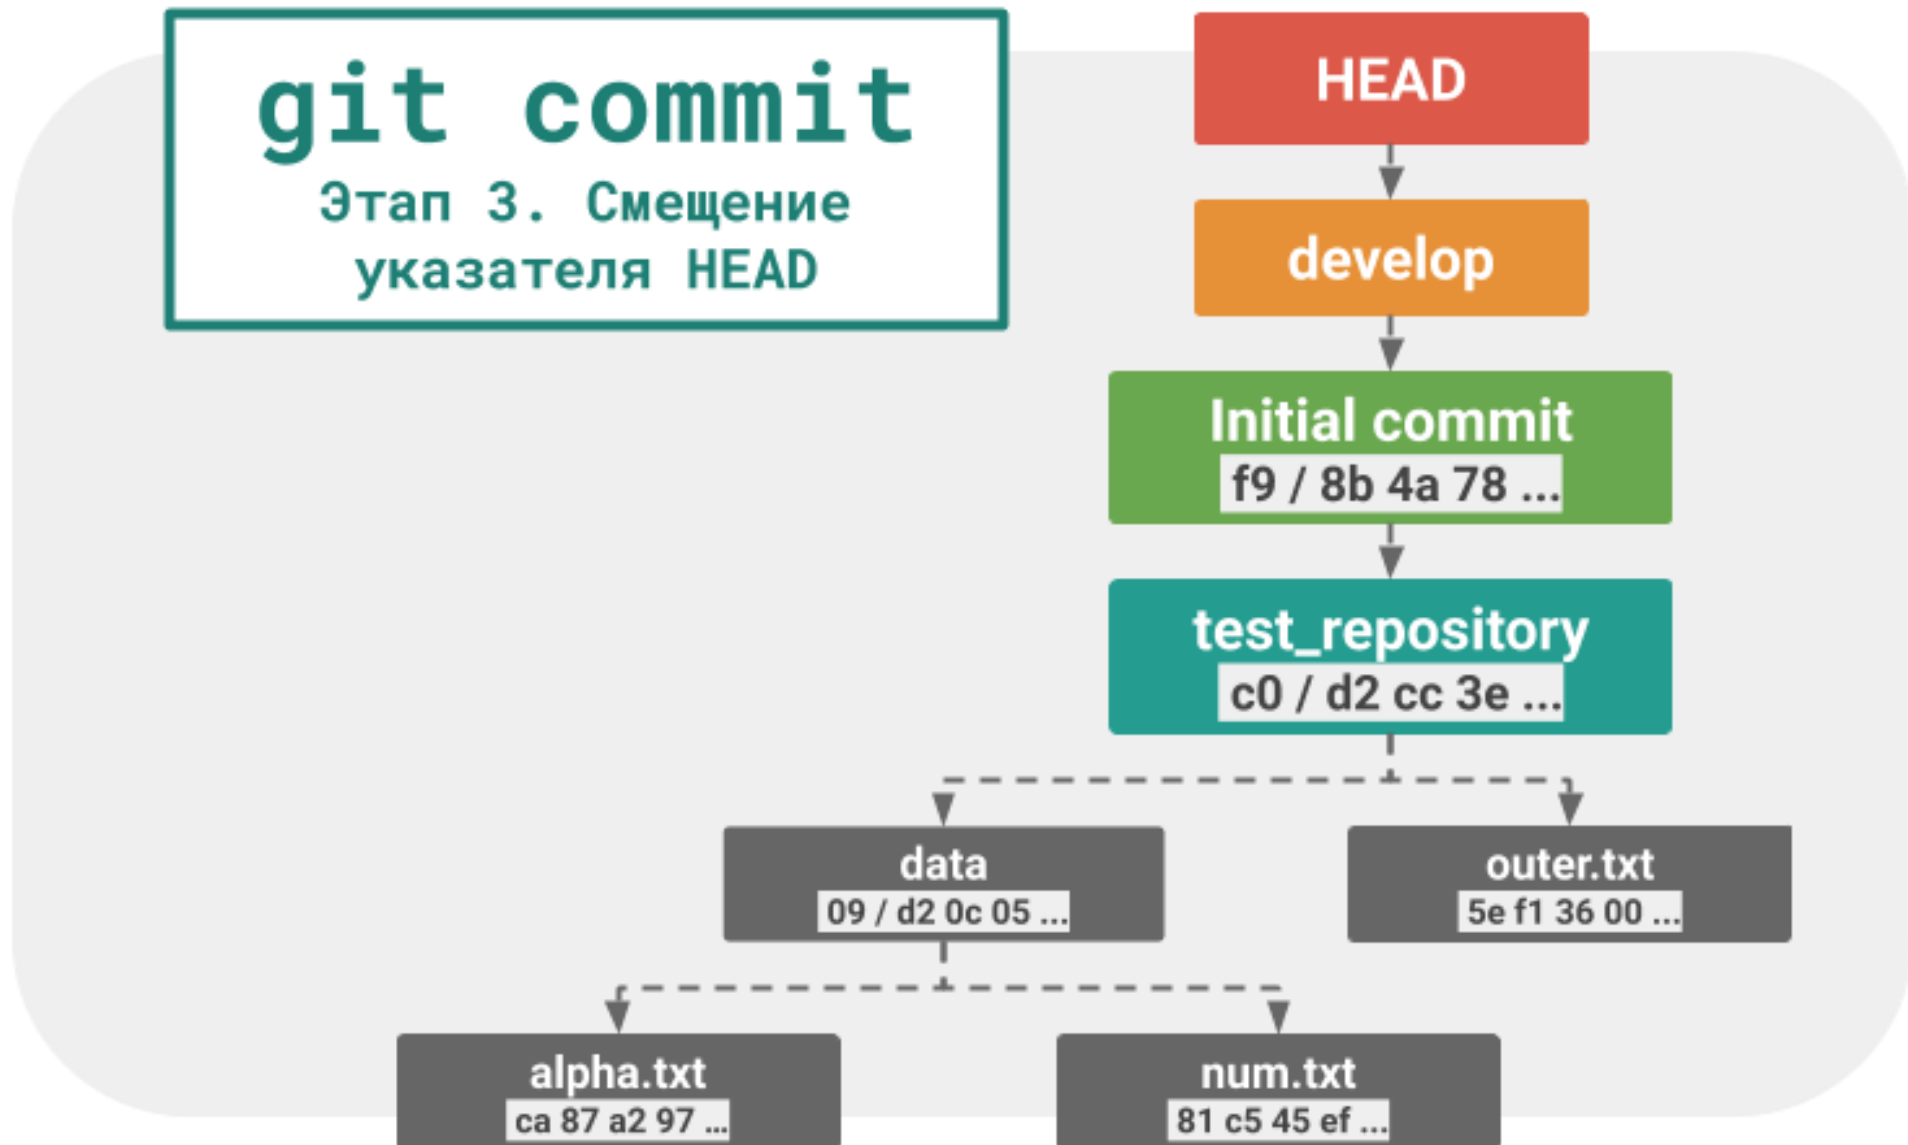 git commit
Этап 3. Смещение
указателя HEAD
HEAD
develop
Initial commit
f9 / 8b 4a 78 ...
test_repository
c0 / d2 cc 3e ...
data
09 / d2 0c 05 ...
outer.txt
5e f1 36 00 ...
alpha.txt
ca 87 a2 97 ...
num.txt
81 c5 45 ef ...